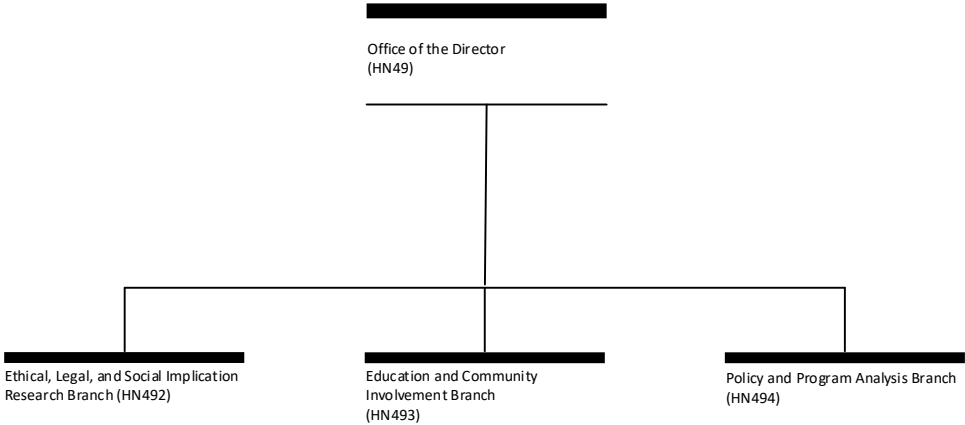 Office of the Director
(HN49)
Ethical, Legal, and Social Implication
Research Branch (HN492)
Education and Community
Involvement Branch
(HN493)
Policy and Program Analysis Branch
(HN494)